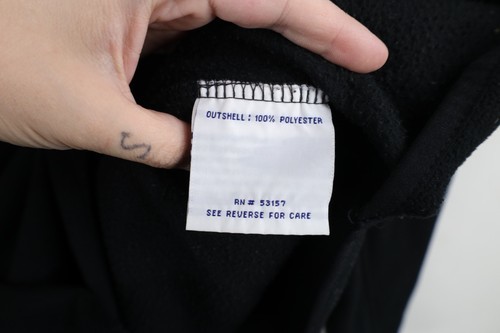 OUTSHELL: 100% POLYESTER
RN# 53157
SEE REVERSE FOR CARE
S